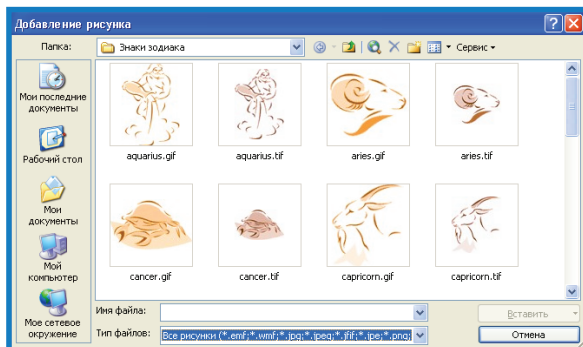 Добавление рисунка
Папка: Знаки зодиака Сервис
Мои последние
документы
Рабочий стол
Мои
документы
Мой
компьютер
Мое сетевое
окружение
aquarius.gif aquarius.tif aries.gif aries.tif
cancer.gif cancer.tif capricorn.gif capricorn.tif
Имя файла: Вставить
Тип файлов: Все рисунки (*.emf;*.wmf;*.jpg;*.jpeg;*.jfif;*.jpe;*.png;
Отмена